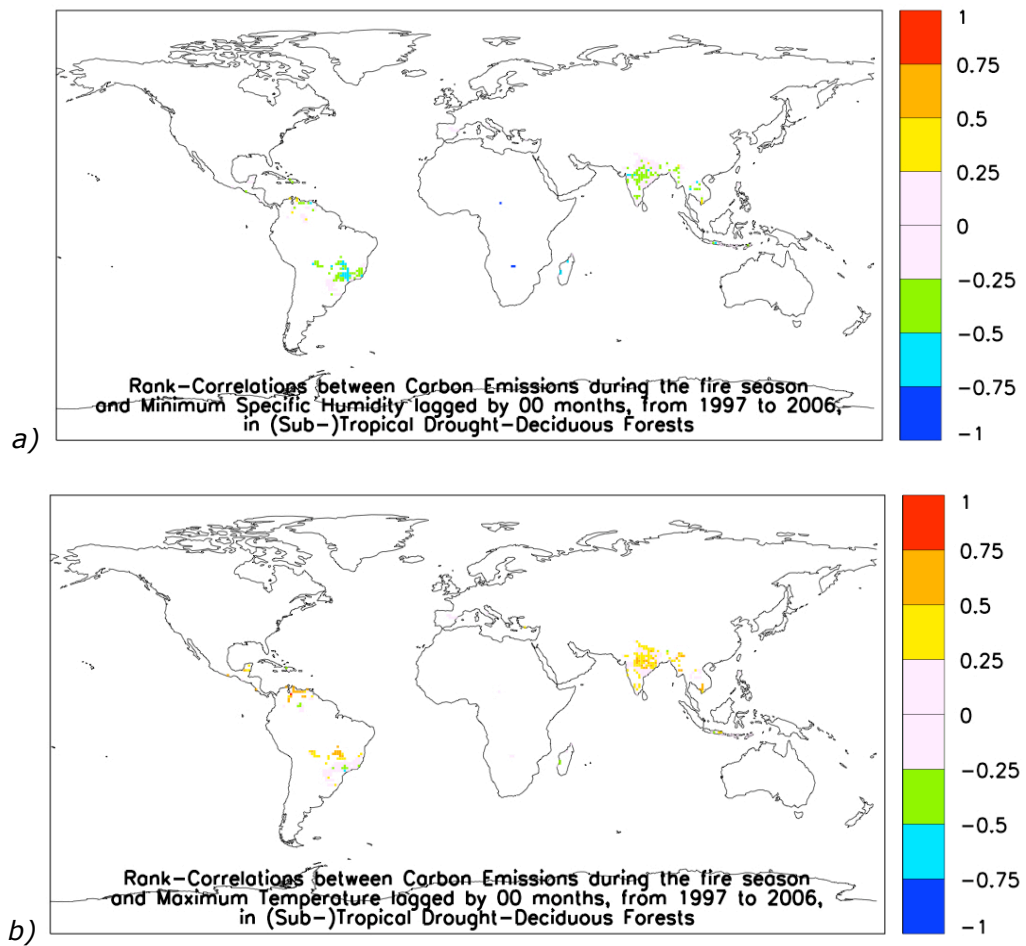 1
0.75
0.5
0.25
0
−0.25
−0.5
−0.75
−1
Rank−Correlations between Carbon Emissions during the fire season
and Minimum Specific Humidity lagged by 00 months, from 1997 to 2006,
in (Sub−)Tropical Drought−Deciduous Forests
a)
1
0.75
0.5
0.25
0
−0.25
−0.5
−0.75
−1
Rank−Correlations between Carbon Emissions during the fire season
and Maximum Temperature lagged by 00 months, from 1997 to 2006,
in (Sub−)Tropical Drought−Deciduous Forests
b)